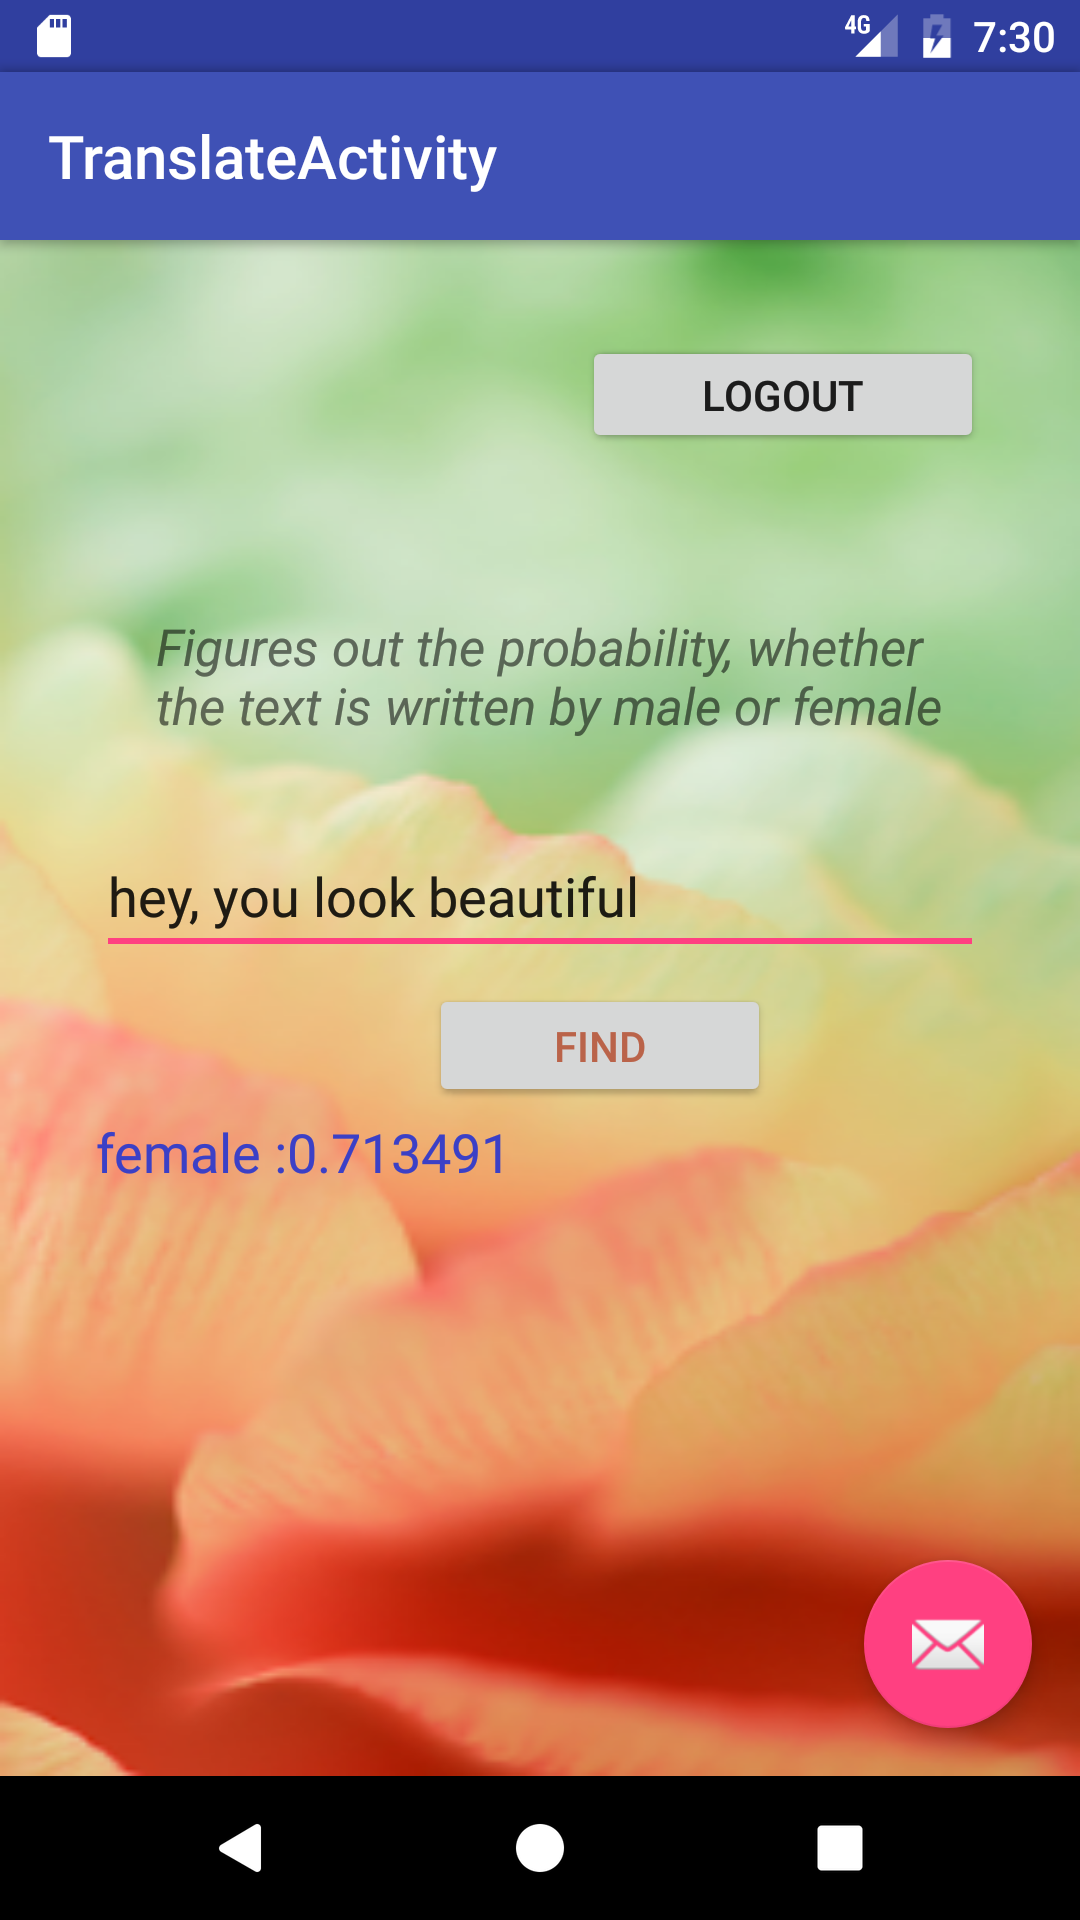 4G 7:30
TranslateActivity
LOGOUT
Figures out the probability, whether
the text is written by male or female
hey, you look beautiful
FIND
female :0.713491